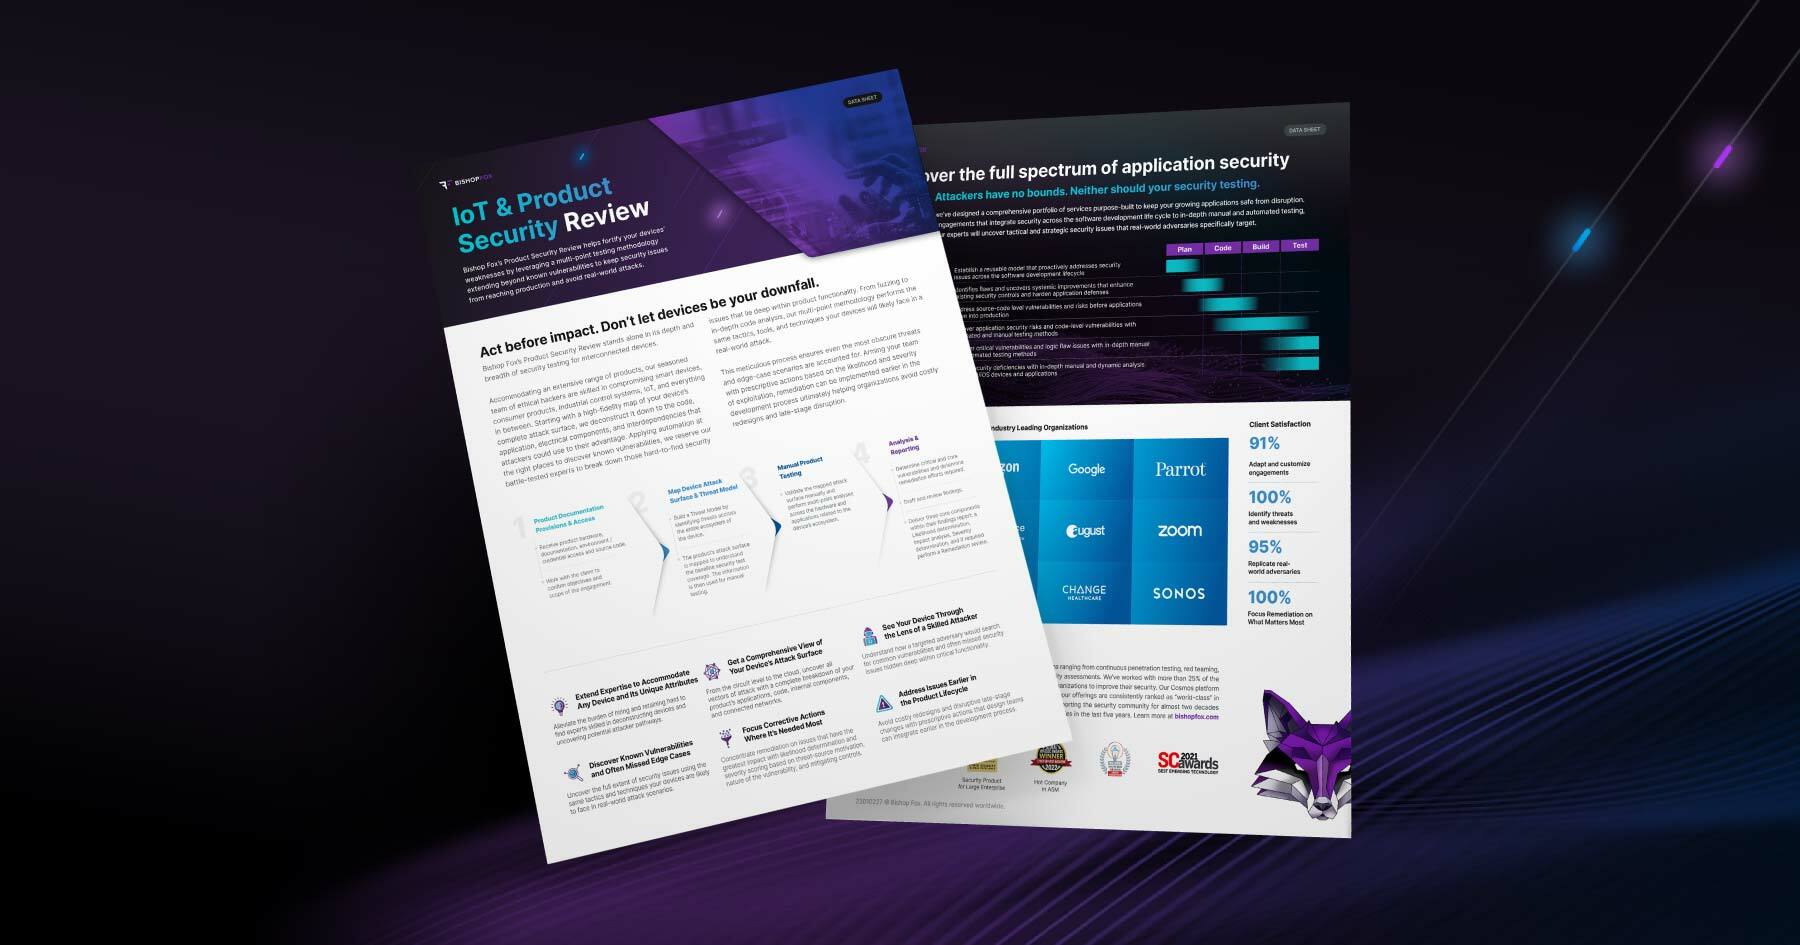 BISHOPFOX
DATA SHEET
IoT & Product
Security Review
Bishop Fox's Product Security Review helps fortify your devices'
weaknesses by leveraging a multi-point testing methodology
extending beyond known vulnerabilities to keep security issues
from reaching production and avoid real-world attacks.
Act before impact. Don't let devices be your downfall.
Bishop Fox's Product Security Review stands alone in its depth and
breadth of security testing for interconnected devices.
Accommodating an extensive range of products, our seasoned
team of ethical hackers are skilled in compromising smart devices,
consumer products, industrial control systems, IoT, and everything
in between. Starting with a high-fidelity map of your device's
complete attack surface, we deconstruct it down to the code,
application, electrical components, and interdependencies that
attackers could use to their advantage. Applying automation at
the right places to discover known vulnerabilities, we reserve our
battle-tested experts to break down those hard-to-find security
issues that lie deep within product functionality. From fuzzing to
in-depth code analysis, our multi-point methodology performs the
same tactics, tools, and techniques your devices will likely face in a
real-world attack.
This meticulous process ensures even the most obscure threats
and edge-case scenarios are accounted for. Arming your team
with prescriptive actions based on the likelihood and severity
of exploitation, remediation can be implemented earlier in the
development process ultimately helping organizations avoid costly
redesigns and late-stage disruption.
1
Product Documentation
Provisions & Access
Receive product hardware,
documentation, environment /
credential access and source code.
Work with the client to
confirm objectives and
scope of the engagement.
2
Map Device Attack
Surface & Threat Model
Build a Threat Model by
identifying threats across
the entire ecosystem of
the device.
The product's attack surface
is mapped to understand
the baseline security test
coverage. The information
is then used for manual
testing.
3
Manual Product
Testing
Validate the mapped attack
surface manually and
perform multi-point analyses
across the hardware and
applications related to the
device's ecosystem.
4
Analysis &
Reporting
Determine critical and core
vulnerabilities and determine
remediation efforts required.
Draft and review findings.
Deliver three core components
within their findings report: a
Likelihood determination,
Impact analysis, Severity
determination, and if required
perform a Remediation review.
Extend Expertise to Accommodate
Any Device and Its Unique Attributes
Alleviate the burden of hiring and retaining hard to
find experts skilled in deconstructing devices and
uncovering potential attacker pathways.
Discover Known Vulnerabilities
and Often Missed Edge Cases
Uncover the full extent of security issues using the
same tactics and techniques your devices are likely
to face in real-world attack scenarios.
Get a Comprehensive View of
Your Device's Attack Surface
From the circuit level to the cloud, uncover all
vectors of attack with a complete breakdown of your
product's applications, code, internal components,
and connected networks.
Focus Corrective Actions
Where It's Needed Most
Concentrate remediation on issues that have the
greatest impact with likelihood determination and
severity scoring based on threat-source motivation,
nature of the vulnerability, and mitigating controls.
See Your Device Through
the Lens of a Skilled Attacker
Understand how a targeted adversary would search
for common vulnerabilities and often missed security
issues hidden deep within critical functionality.
Address Issues Earlier in
the Product Lifecycle
Avoid costly redesigns and disruptive late-stage
changes with prescriptive actions that design teams
can integrate earlier in the development process.
DATA SHEET
over the full spectrum of application security
Attackers have no bounds. Neither should your security testing.
we've designed a comprehensive portfolio of services purpose-built to keep your growing applications safe from disruption.
ngagements that integrate security across the software development life cycle to in-depth manual and automated testing,
ur experts will uncover tactical and strategic security issues that real-world adversaries specifically target.
Plan Code Build Test
Establish a reusable model that proactively addresses security
issues across the software development lifecycle
dentifies flaws and uncovers systemic improvements that enhance
isting security controls and harden application defenses
dress source-code level vulnerabilities and risks before applications
 into production
ver application security risks and code-level vulnerabilities with
ated and manual testing methods
r critical vulnerabilities and logic flaw issues with in-depth manual
omated testing methods
curity deficiencies with in-depth manual and dynamic analysis
iOS devices and applications
ndustry Leading Organizations
zon Google Parrot
august zoom
CHANGE
HEALTHCARE
SONOS
Client Satisfaction
91%
Adapt and customize
engagements
100%
Identify threats
and weaknesses
95%
Replicate real-
world adversaries
100%
Focus Remediation on
What Matters Most
s ranging from continuous penetration testing, red teaming,
ty assessments. We've worked with more than 25% of the
anizations to improve their security. Our Cosmos platform
our offerings are consistently ranked as "world-class" in
porting the security community for almost two decades
es in the last five years. Learn more at bishopfox.com
Security Product
for Large Enterprise
WINNER
2022
Hot Company
in ASM
SC 2021
awards
BEST EMERGING TECHNOLOGY
23010227 © Bishop Fox. All rights reserved worldwide.